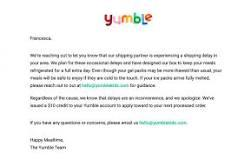 yumble
Francesca,
We're reaching out to let you know that our shipping partner is experiencing a shipping delay in
your area. We plan for these occasional delays and have designed our box to keep your meals
refrigerated for a full extra day. Even though your gel packs may be more thawed than usual, your
meals will be safe to enjoy if they are cold to the touch. If your ice packs arrive fully melted,
please reach out to us at hello@yumblekids.com for guidance.
Regardless of the cause, we know that delays are an inconvenience, and we apologize. We've
issued a $10 credit to your Yumble account to apply toward to your next processed order.
If you have any questions or concerns, please email us hello@yumblekids.com
Happy Mealtime,
The Yumble Team